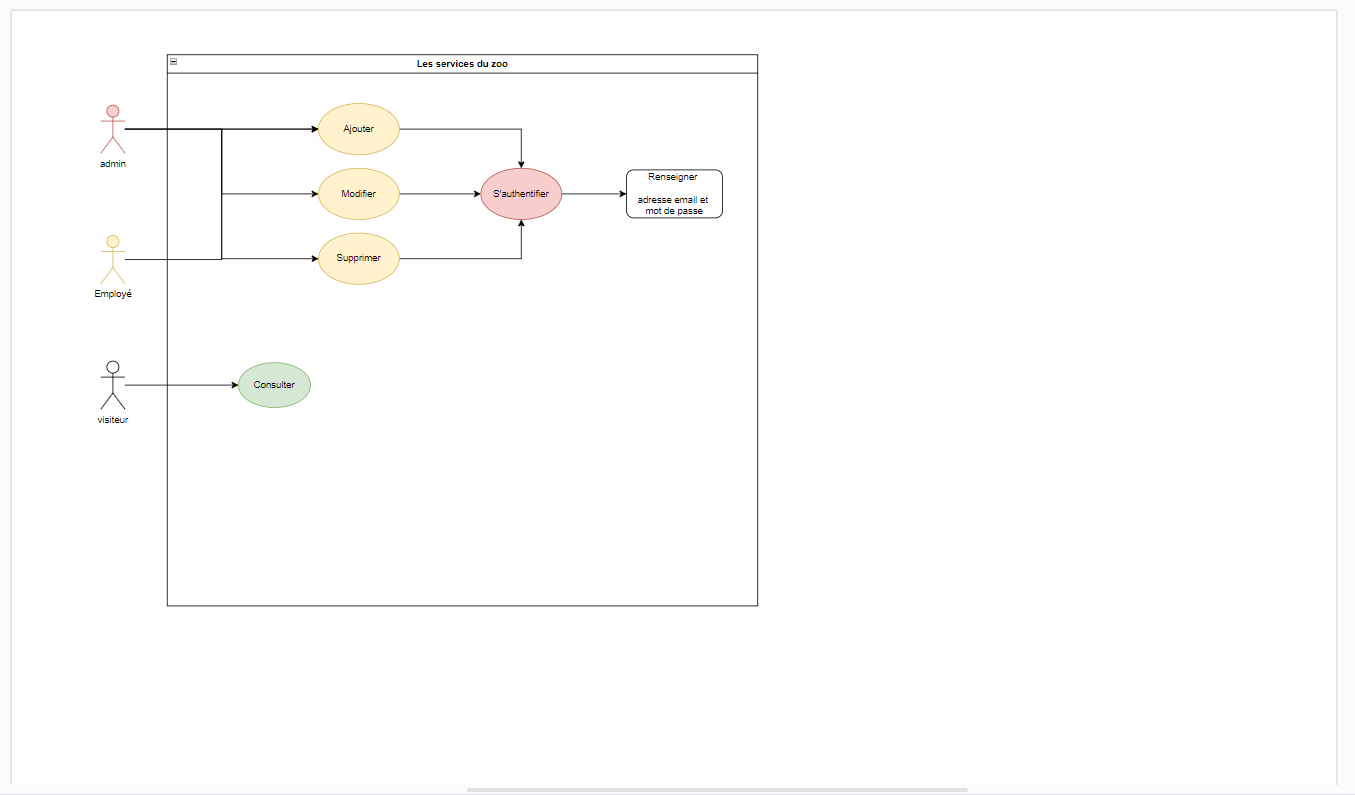 Les services du zoo
admin
Ajouter
Modifier
S'authentifier
Renseigner
adresse email et
mot de passe
Supprimer
Employé
Consulter
visiteur